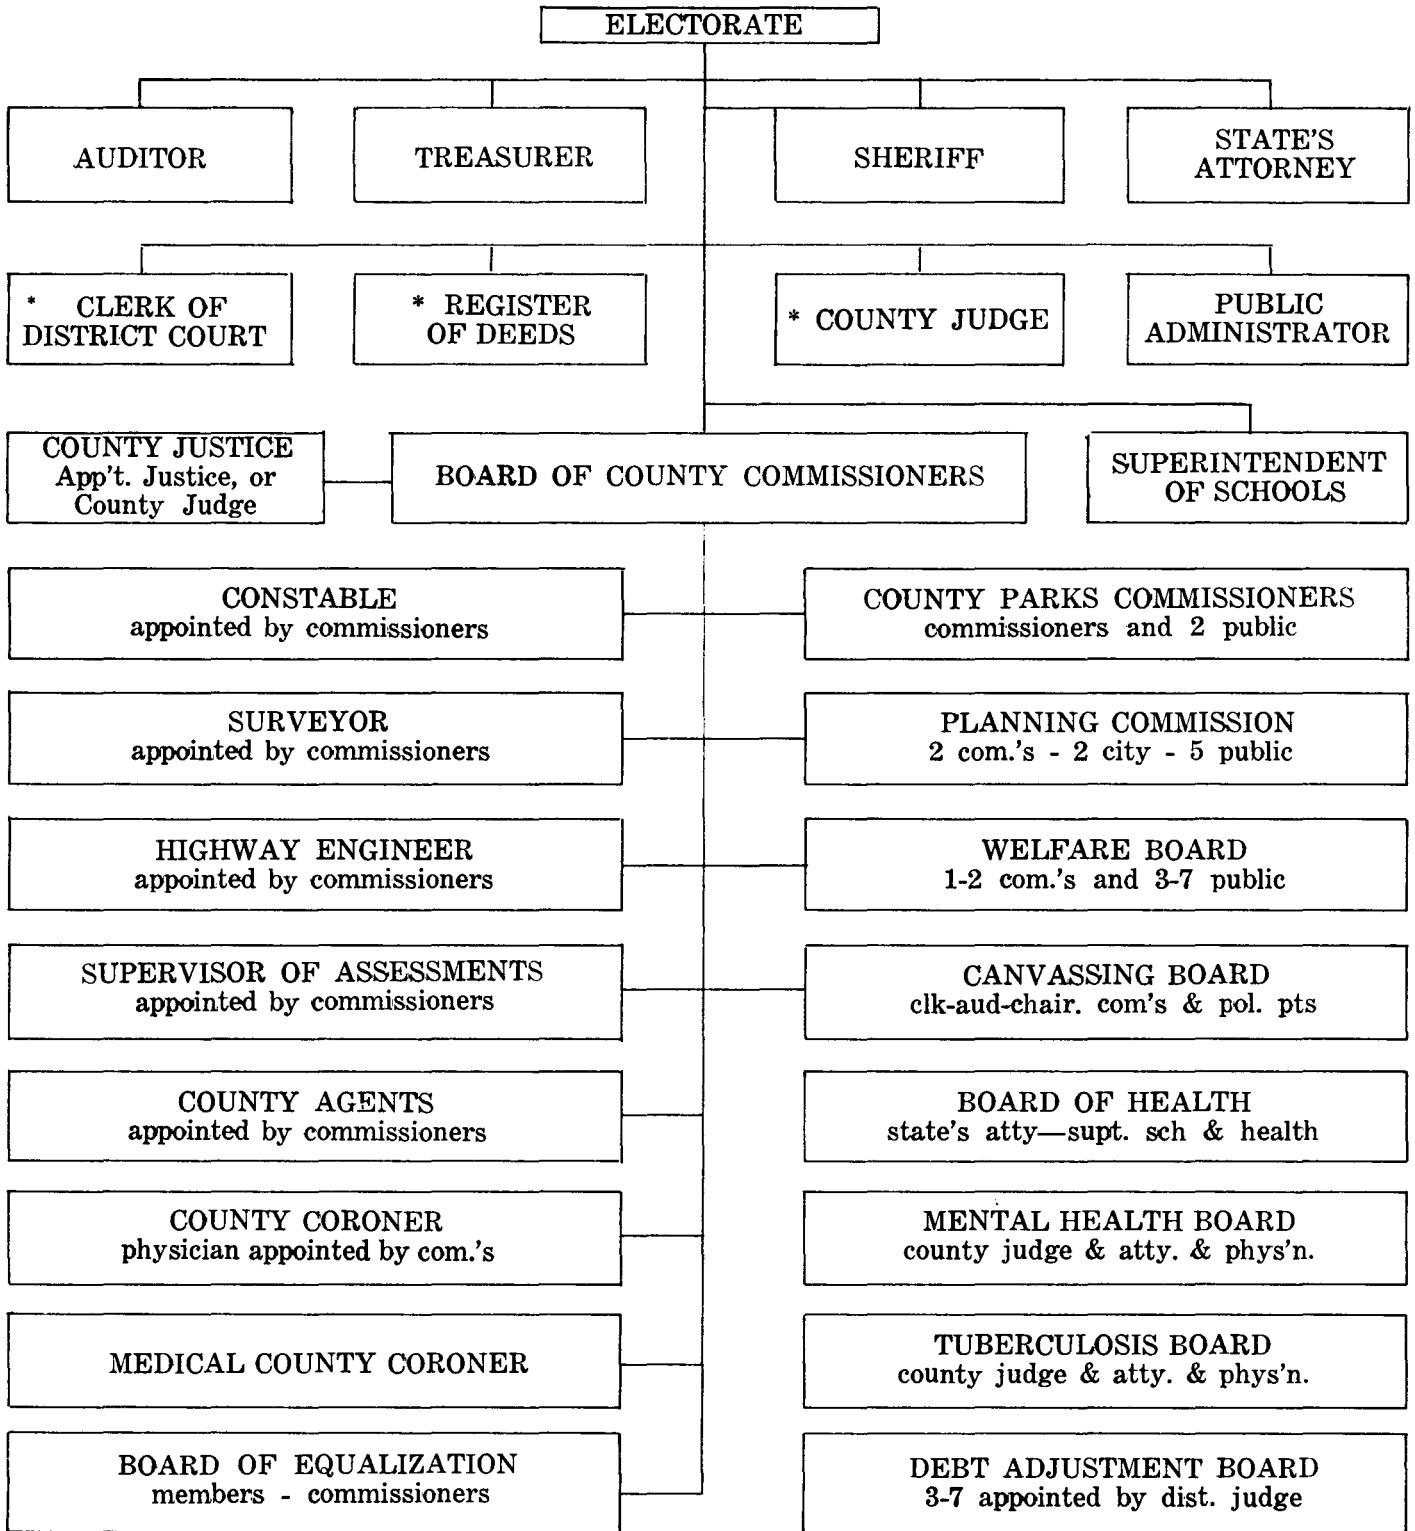 ELECTORATE
AUDITOR
TREASURER
SHERIFF
STATE'S
ATTORNEY
* CLERK OF
DISTRICT COURT
* REGISTER
OF DEEDS
* COUNTY JUDGE
PUBLIC
ADMINISTRATOR
COUNTY JUSTICE
App't. Justice, or
County Judge
BOARD OF COUNTY COMMISSIONERS
SUPERINTENDENT
OF SCHOOLS
CONSTABLE
appointed by commissioners
COUNTY PARKS COMMISSIONERS
commissioners and 2 public
SURVEYOR
appointed by commissioners
PLANNING COMMISSION
2 com.'s - 2 city - 5 public
HIGHWAY ENGINEER
appointed by commissioners
WELFARE BOARD
1-2 com.'s and 3-7 public
SUPERVISOR OF ASSESSMENTS
appointed by commissioners
CANVASSING BOARD
clk-aud-chair. com's & pol. pts
COUNTY AGENTS
appointed by commissioners
BOARD OF HEALTH
state's atty—supt. sch & health
COUNTY CORONER
physician appointed by com.'s
MENTAL HEALTH BOARD
county judge & atty. & phys'n.
MEDICAL COUNTY CORONER
TUBERCULOSIS BOARD
county judge & atty. & phys'n.
BOARD OF EQUALIZATION
members - commissioners
DEBT ADJUSTMENT BOARD
3-7 appointed by dist. judge